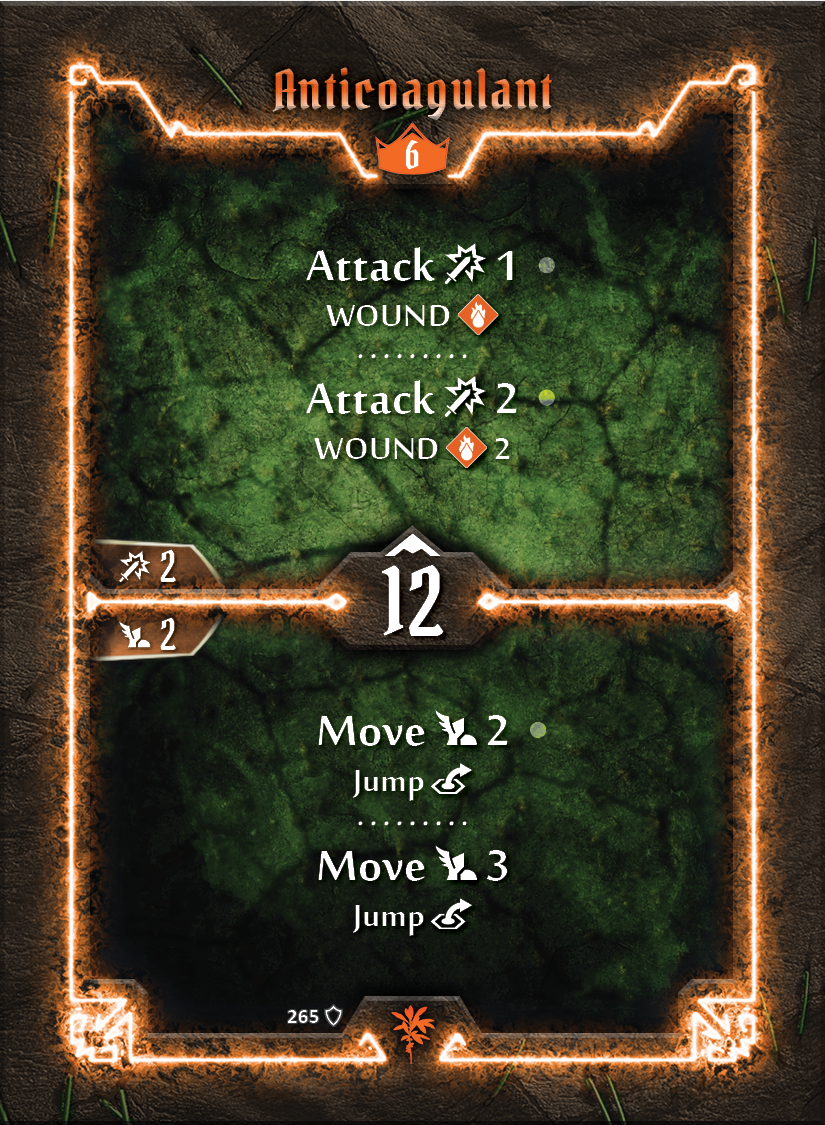 Anticoagulant
6
Attack 1
WOUND
Attack 2
WOUND 2
2
12
2
Move 2
Jump
Move 3
Jump
265